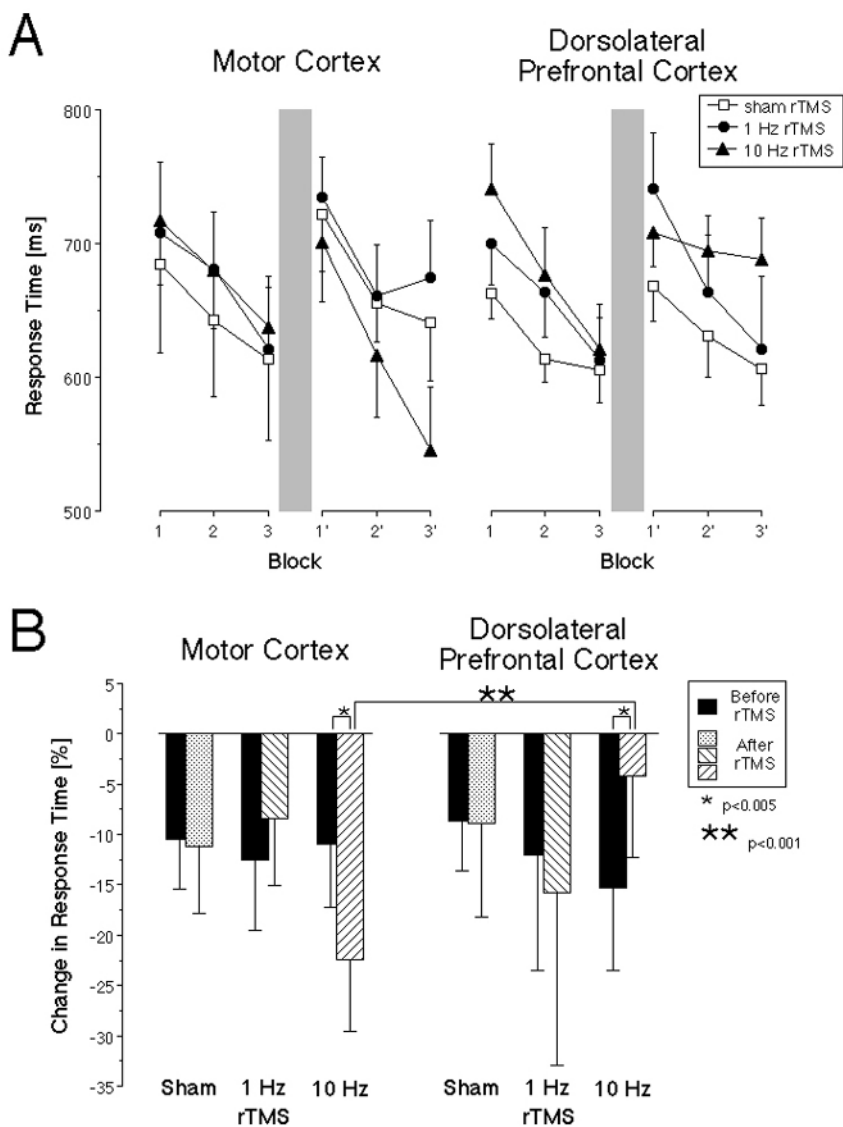 A
Motor Cortex
Dorsolateral
Prefrontal Cortex
sham rTMS
1 Hz rTMS
10 Hz rTMS
Response Time [ms]
800
700
600
500
1 2 3 1' 2' 3' 1 2 3 1' 2' 3'
Block Block
B
Motor Cortex
Dorsolateral
Prefrontal Cortex
Before
rTMS
After
rTMS
* p<0.005
** p<0.001
* ** *
Change in Response Time [%]
5
0
-5
-10
-15
-20
-25
-30
-35
Sham 1 Hz 10 Hz Sham 1 Hz 10 Hz
rTMS rTMS